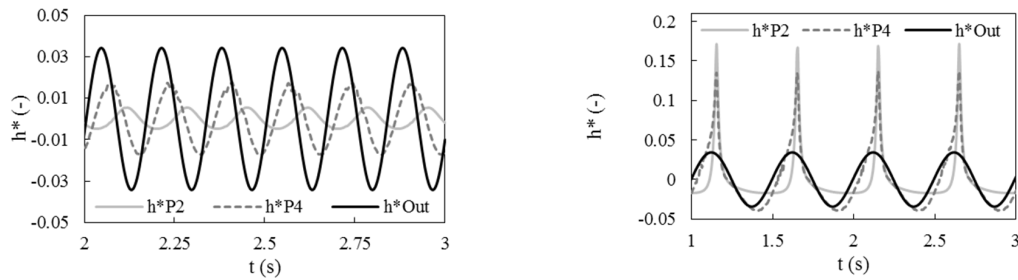 0.05
0.03
0.01
-0.01
-0.03
-0.05
h* (-)
h*P2 h*P4 h*Out
2 2.25 2.5 2.75 3
t (s)
0.2
0.15
0.1
0.05
0
-0.05
h* (-)
h*P2 h*P4 h*Out
1 1.5 2 2.5 3
t (s)